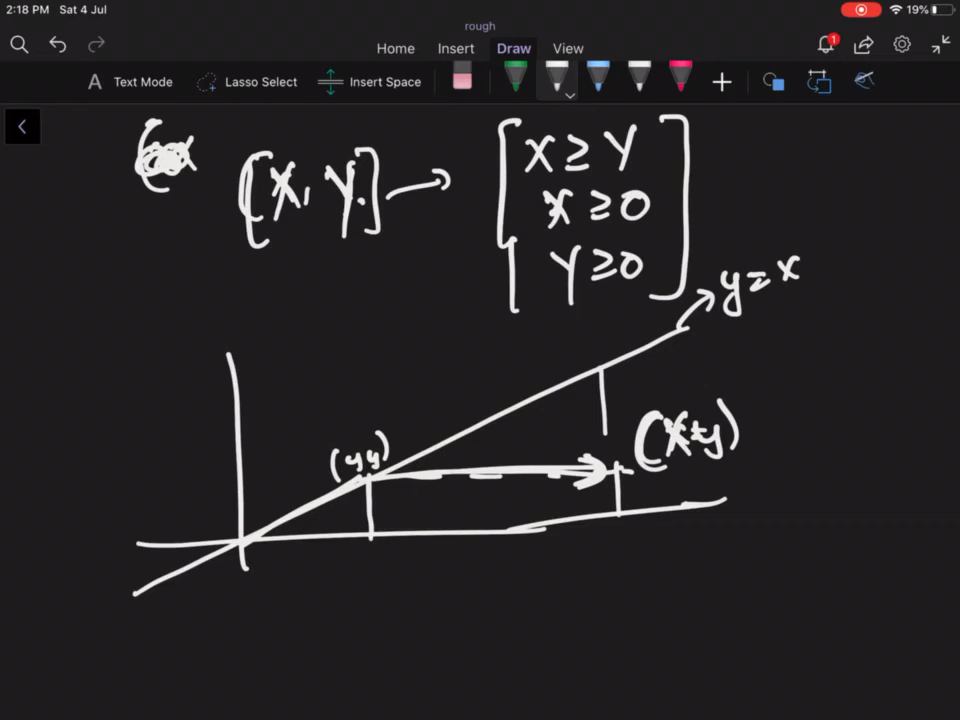 2:18 PM Sat 4 Jul
19%
rough
Home Insert Draw View
1
A Text Mode Lasso Select Insert Space
[X, Y.] → [X ≥ Y
X ≥ 0
Y ≥ 0]
y = x
(y y)